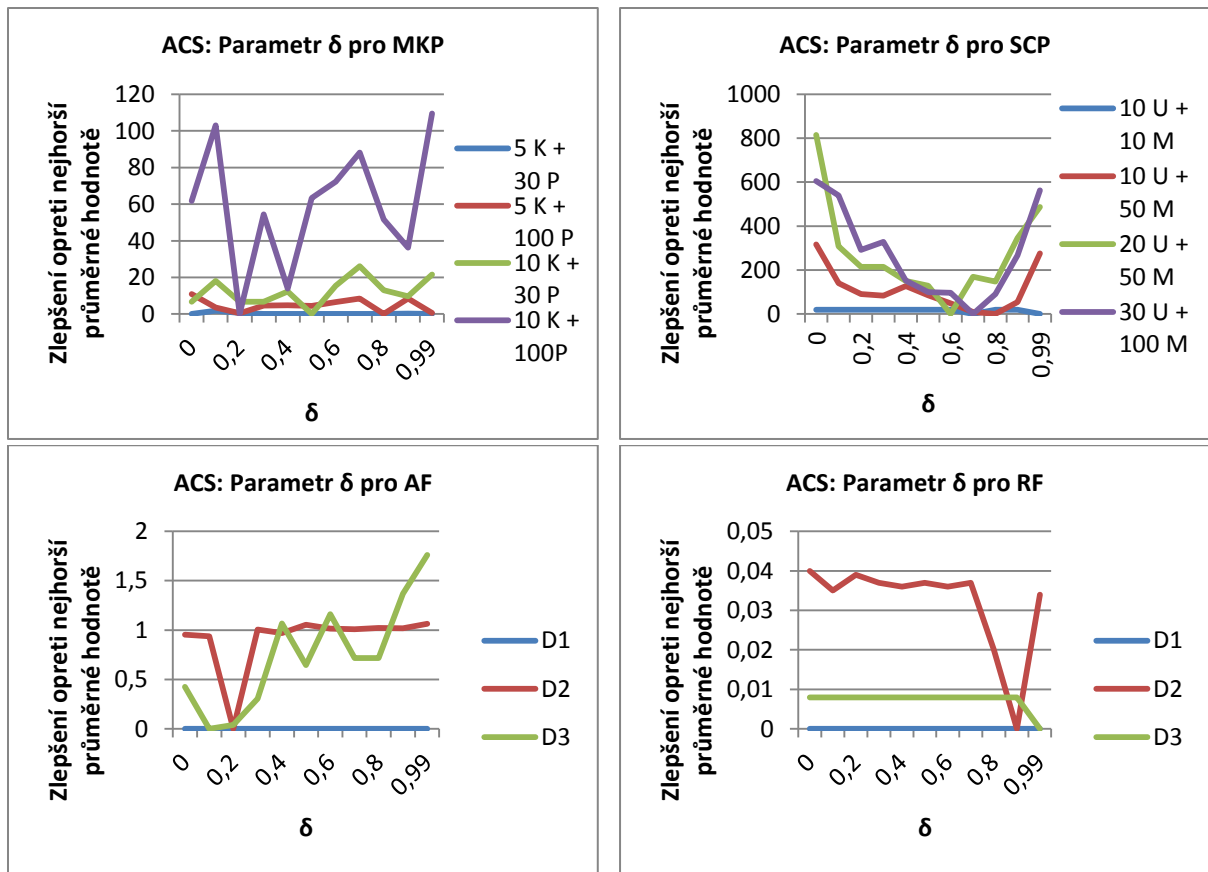 ACS: Parametr δ pro MKP
Zlepšení opreti nejhorší
průměrné hodnotě
120
100
80
60
40
20
0
0
0,2
0,4
0,6
0,8
0,99
δ
5 K +
30 P
5 K +
100 P
10 K +
30 P
10 K +
100P
ACS: Parametr δ pro SCP
Zlepšení opreti nejhorší
průměrné hodnotě
1000
800
600
400
200
0
0
0,2
0,4
0,6
0,8
0,99
δ
10 U +
10 M
10 U +
50 M
20 U +
50 M
30 U +
100 M
ACS: Parametr δ pro AF
Zlepšení opreti nejhorší
průměrné hodnotě
2
1,5
1
0,5
0
0
0,2
0,4
0,6
0,8
0,99
δ
D1
D2
D3
ACS: Parametr δ pro RF
Zlepšení opreti nejhorší
průměrné hodnotě
0,05
0,04
0,03
0,02
0,01
0
0
0,2
0,4
0,6
0,8
0,99
δ
D1
D2
D3